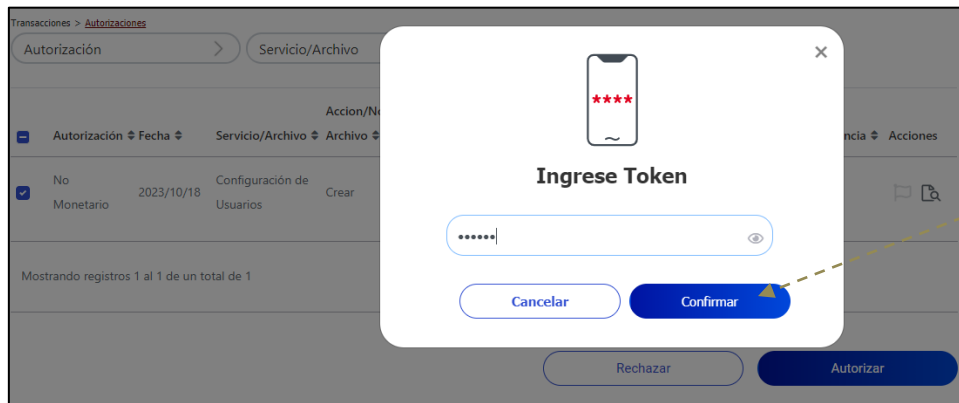 Transacciones > Autorizaciones
Autorización
Servicio/Archivo
Accion/No
Autorización Fecha Servicio/Archivo Archivo ncia Acciones
No Monetario
2023/10/18
Configuración de Usuarios
Crear
Mostrando registros 1 al 1 de un total de 1
****
Ingrese Token
••••••
Cancelar Confirmar
Rechazar Autorizar